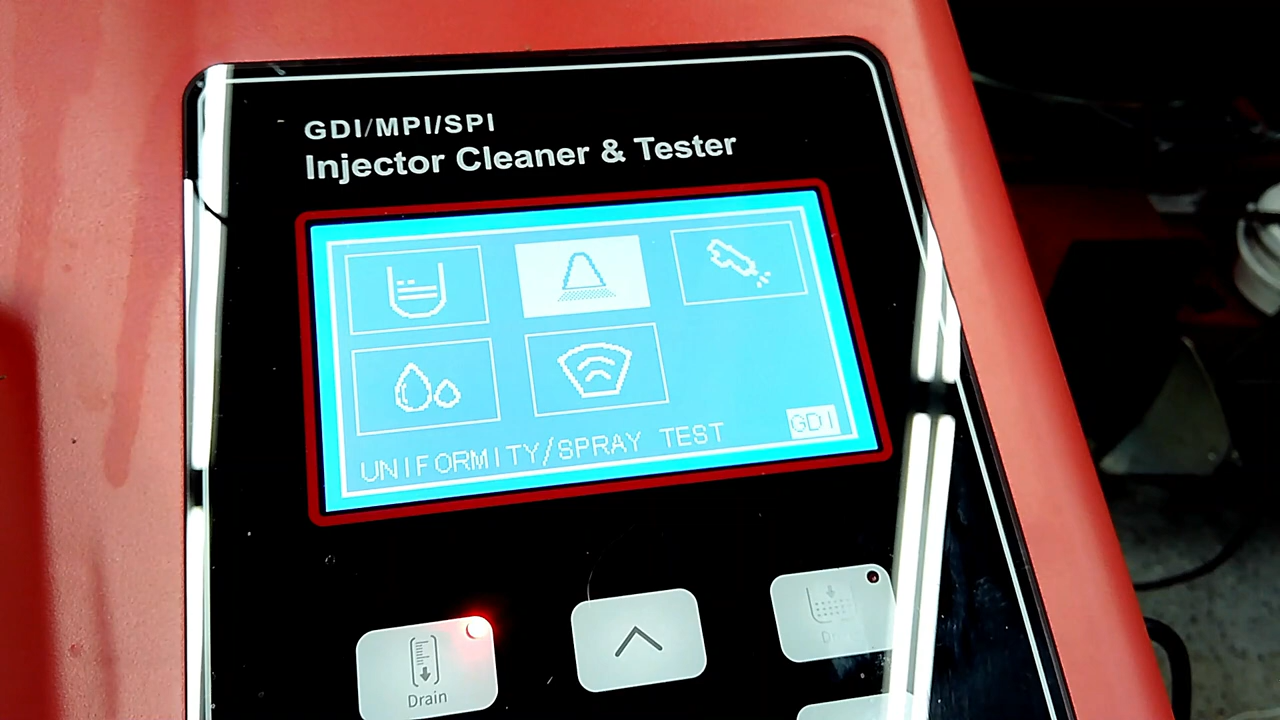 GDI/MPI/SPI
Injector Cleaner & Tester
UNIFORMITY/SPRAY TEST
GDI
Drain